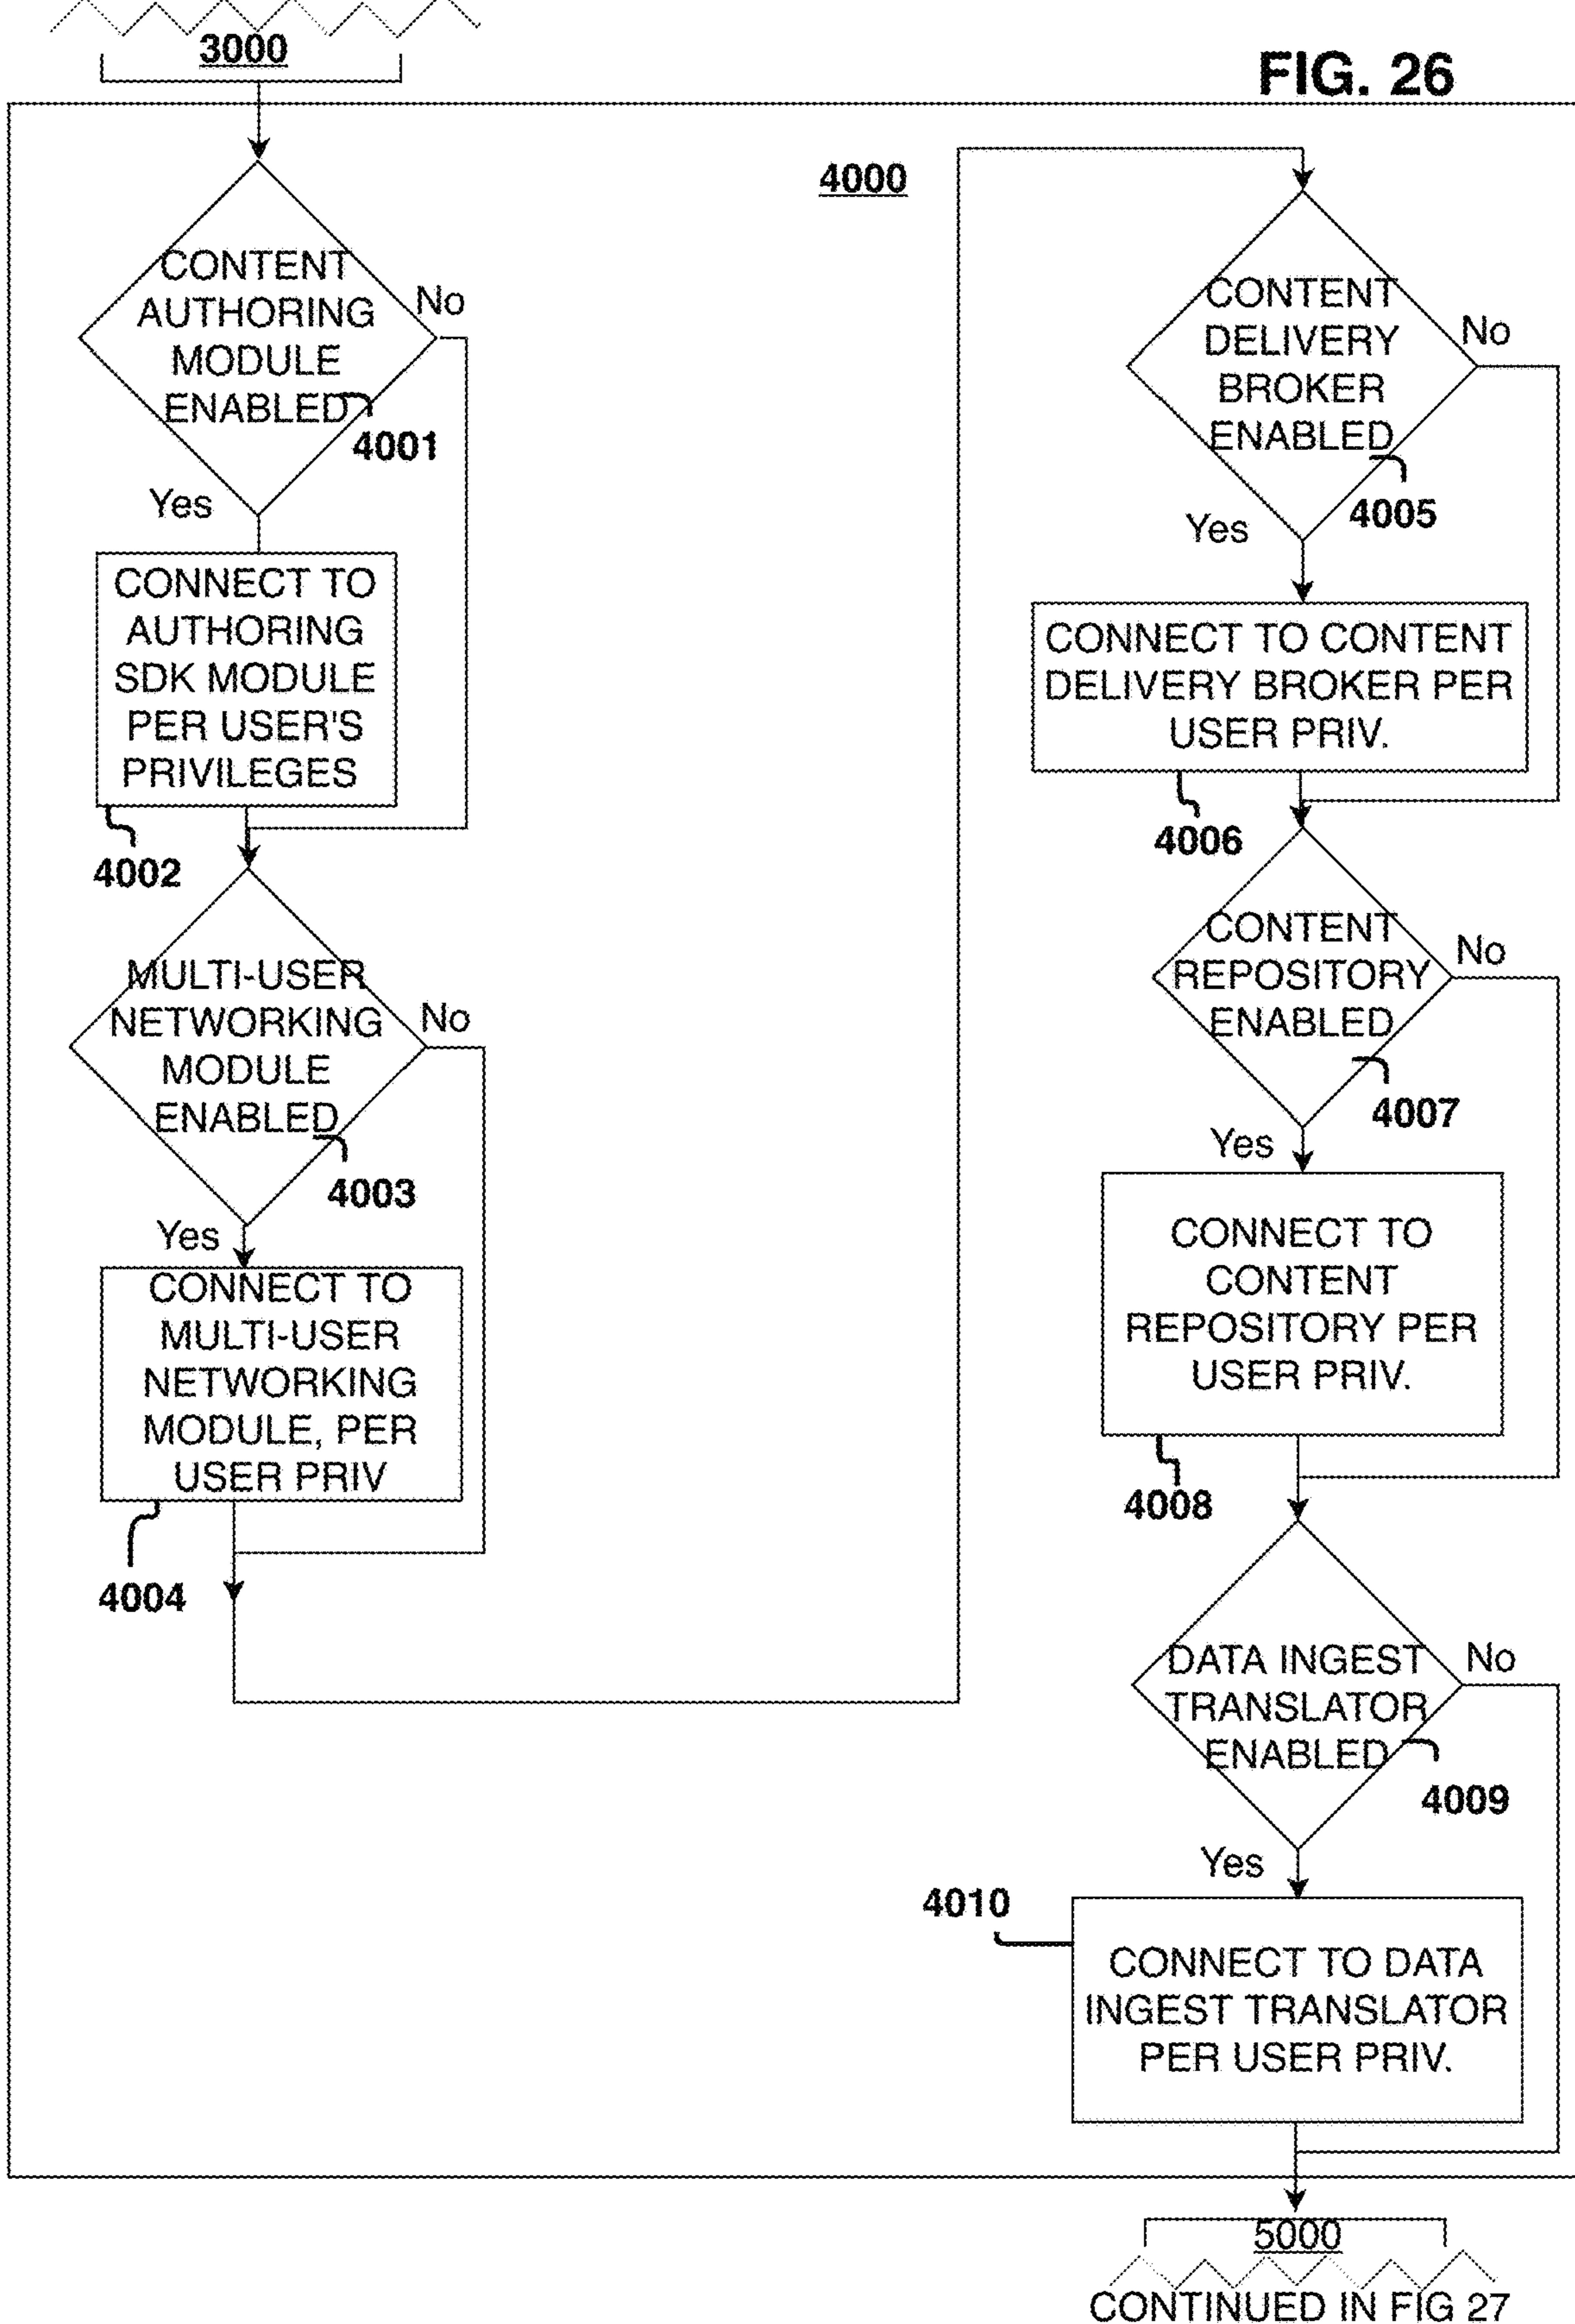 3000
FIG. 26
4000
CONTENT
AUTHORING
MODULE
ENABLED
No
4001
Yes
CONNECT TO
AUTHORING
SDK MODULE
PER USER'S
PRIVILEGES
4002
MULTI-USER
NETWORKING
MODULE
ENABLED
No
4003
Yes
CONNECT TO
MULTI-USER
NETWORKING
MODULE, PER
USER PRIV
4004
CONTENT
DELIVERY
BROKER
ENABLED
No
4005
Yes
CONNECT TO CONTENT
DELIVERY BROKER PER
USER PRIV.
4006
CONTENT
REPOSITORY
ENABLED
No
4007
Yes
CONNECT TO
CONTENT
REPOSITORY PER
USER PRIV.
4008
DATA INGEST
TRANSLATOR
ENABLED
No
4009
Yes
4010
CONNECT TO DATA
INGEST TRANSLATOR
PER USER PRIV.
5000
CONTINUED IN FIG 27